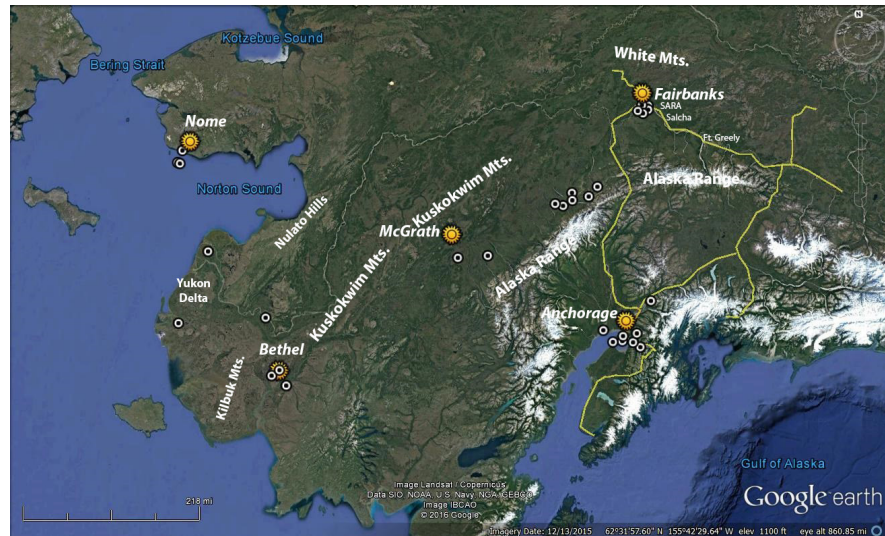 N
Kotzebue Sound
Bering Strait
White Mts.
Fairbanks
SARA
Salcha
Nome
Ft. Greely
Norton Sound
Alaska Range
Kuskokwim Mts.
Nulato Hills
McGrath
Alaska Range
Kuskokwim Mts.
Yukon
Delta
Anchorage
Bethel
Kilbuk Mts.
Gulf of Alaska
218 mi
Image Landsat / Copernicus
Data SIO, NOAA, U.S. Navy, NGA, GEBCO
Image IBCAO
© 2016 Google
Google earth
Imagery Date: 12/13/2015 62°31'57.60" N 155°42'29.64" W elev 1100 ft eye alt 860.85 mi